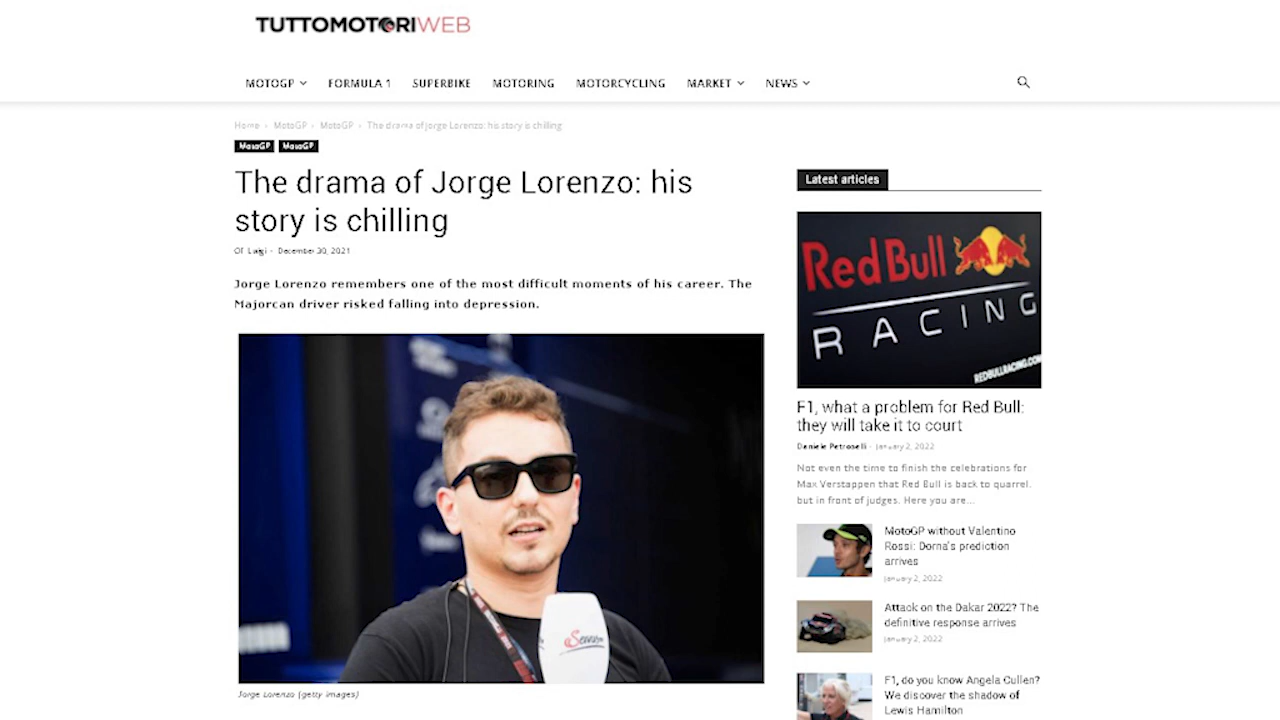 TUTTOMOTORIWEB
MOTOGP
FORMULA 1
SUPERBIKE
MOTORING
MOTORCYCLING
MARKET
NEWS
Home › MotoGP › MotoGP › The drama of Jorge Lorenzo: his story is chilling
MotoGP MotoGP
The drama of Jorge Lorenzo: his
story is chilling
Of Luigi - December 30, 2021
Jorge Lorenzo remembers one of the most difficult moments of his career. The
Majorcan driver risked falling into depression.
Jorge Lorenzo (getty images)
Latest articles
Red Bull
RACING
REDBULLRACING.COM
F1, what a problem for Red Bull:
they will take it to court
Daniele Petroselli - January 2, 2022
Not even the time to finish the celebrations for
Max Verstappen that Red Bull is back to quarrel,
but in front of judges. Here you are...
MotoGP without Valentino
Rossi: Dorna's prediction
arrives
January 2, 2022
Attack on the Dakar 2022? The
definitive response arrives
January 2, 2022
F1, do you know Angela Cullen?
We discover the shadow of
Lewis Hamilton